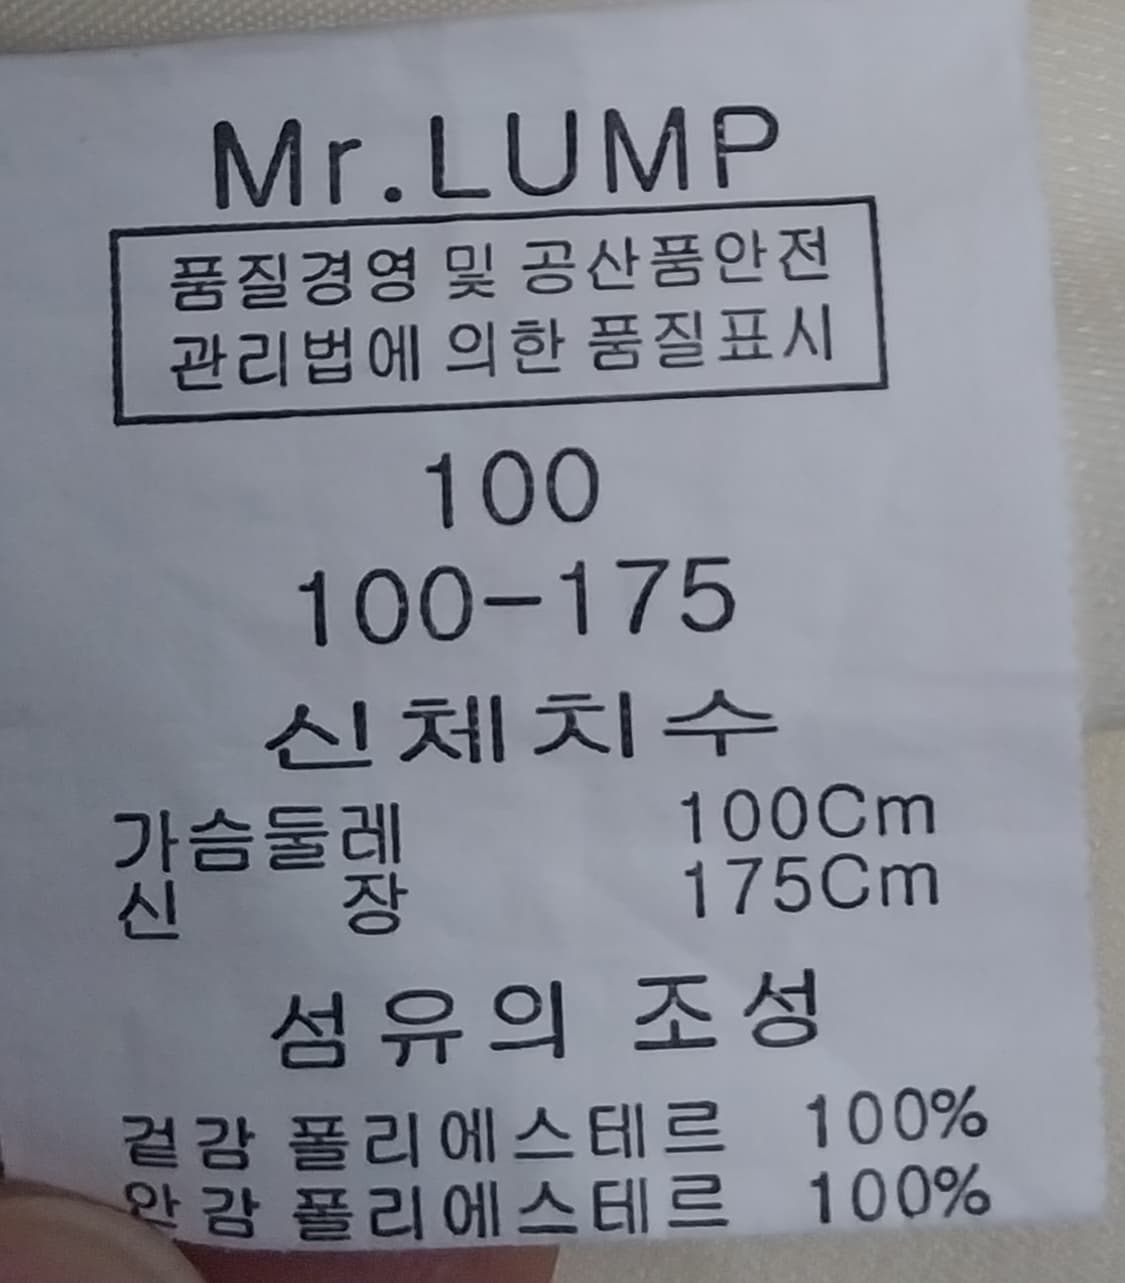 Mr.LUMP
품질경영 및 공산품안전
관리법에 의한 품질표시
100
100-175
신체치수
가슴둘레 100Cm
신 장 175Cm
섬유의 조성
겉감 폴리에스테르 100%
안감 폴리에스테르 100%